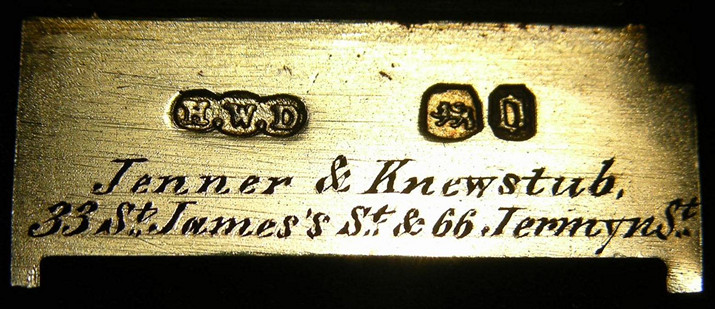 H.W.D Q
Jenner & Knewstub,
33 St. James's St. & 66 Jermyn St.